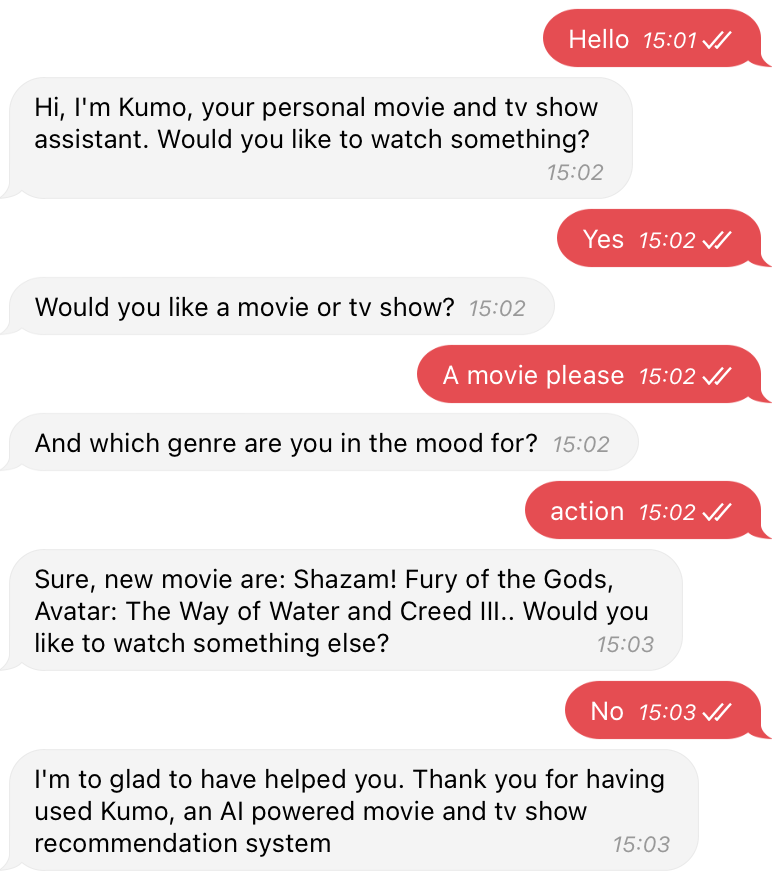 Hello 15:01
Hi, I'm Kumo, your personal movie and tv show
assistant. Would you like to watch something?
15:02
Yes 15:02
Would you like a movie or tv show? 15:02
A movie please 15:02
And which genre are you in the mood for? 15:02
action 15:02
Sure, new movie are: Shazam! Fury of the Gods,
Avatar: The Way of Water and Creed III.. Would you
like to watch something else? 15:03
No 15:03
I'm to glad to have helped you. Thank you for having
used Kumo, an AI powered movie and tv show
recommendation system 15:03